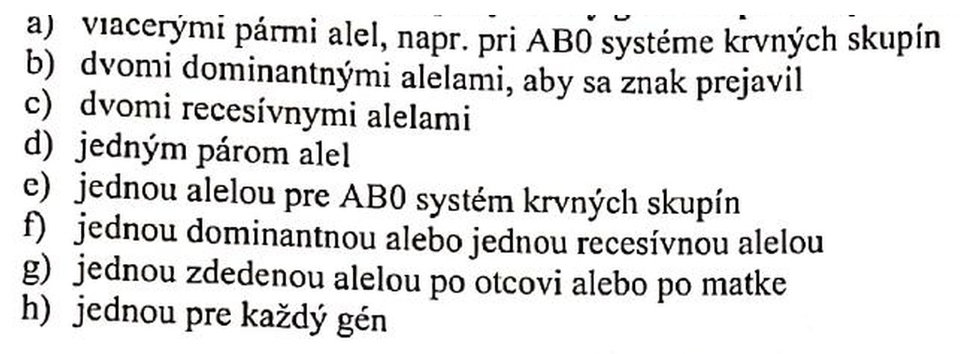 a) viacerými pármi alel, napr. pri AB0 systéme krvných skupín
b) dvomi dominantnými alelami, aby sa znak prejavil
c) dvomi recesívnymi alelami
d) jedným párom alel
e) jednou alelou pre AB0 systém krvných skupín
f) jednou dominantnou alebo jednou recesívnou alelou
g) jednou zdedenou alelou po otcovi alebo po matke
h) jednou pre každý gén